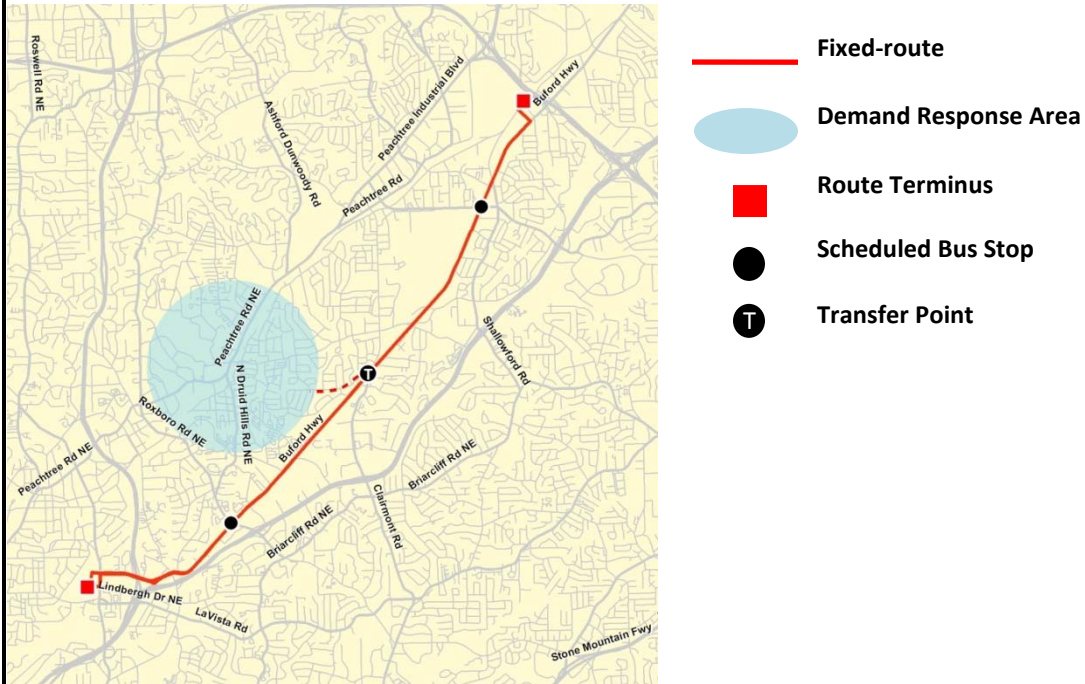 Roswell Rd NE
Ashford Dunwoody Rd
Peachtree Industrial Blvd
Buford Hwy
Peachtree Rd
Peachtree Rd NE
N Druid Hills Rd NE
Roxboro Rd NE
Peachtree Rd NE
Buford Hwy
T
Shallowford Rd
Briarcliff Rd NE
Briarcliff Rd NE
Clairmont Rd
Lindbergh Dr NE
LaVista Rd
Stone Mountain Fwy
Fixed-route
Demand Response Area
Route Terminus
Scheduled Bus Stop
T
Transfer Point